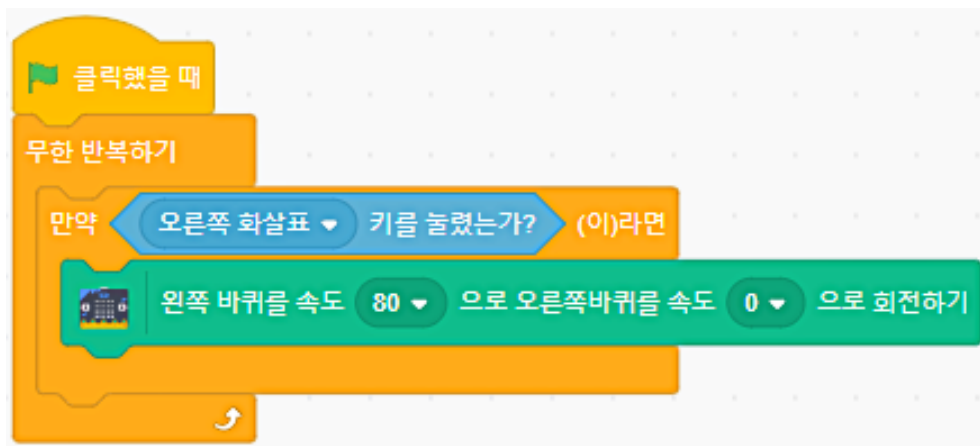 클릭했을 때
무한 반복하기
만약 오른쪽 화살표 키를 눌렀는가? (이)라면
왼쪽 바퀴를 속도 80 으로 오른쪽바퀴를 속도 0 으로 회전하기